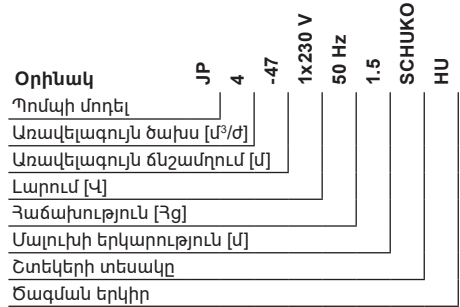 Օրինակ JP 4 -47 1x230 V 50 Hz 1.5 SCHUKO HU
Պոմպի մոդել
Առավելագույն ծախս [մ³/ժ]
Առավելագույն ճնշամղում [մ]
Լարում [Վ]
Հաճախություն [Հց]
Մալուխի երկարություն [մ]
Շտեկերի տեսակը
Ծագման երկիր